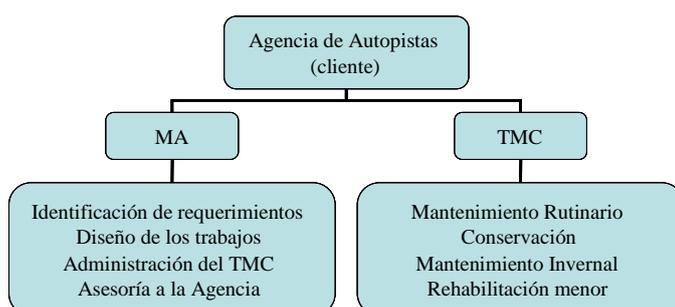 Agencia de Autopistas
(cliente)
MA
TMC
Identificación de requerimientos
Diseño de los trabajos
Administración del TMC
Asesoría a la Agencia
Mantenimiento Rutinario
Conservación
Mantenimiento Invernal
Rehabilitación menor